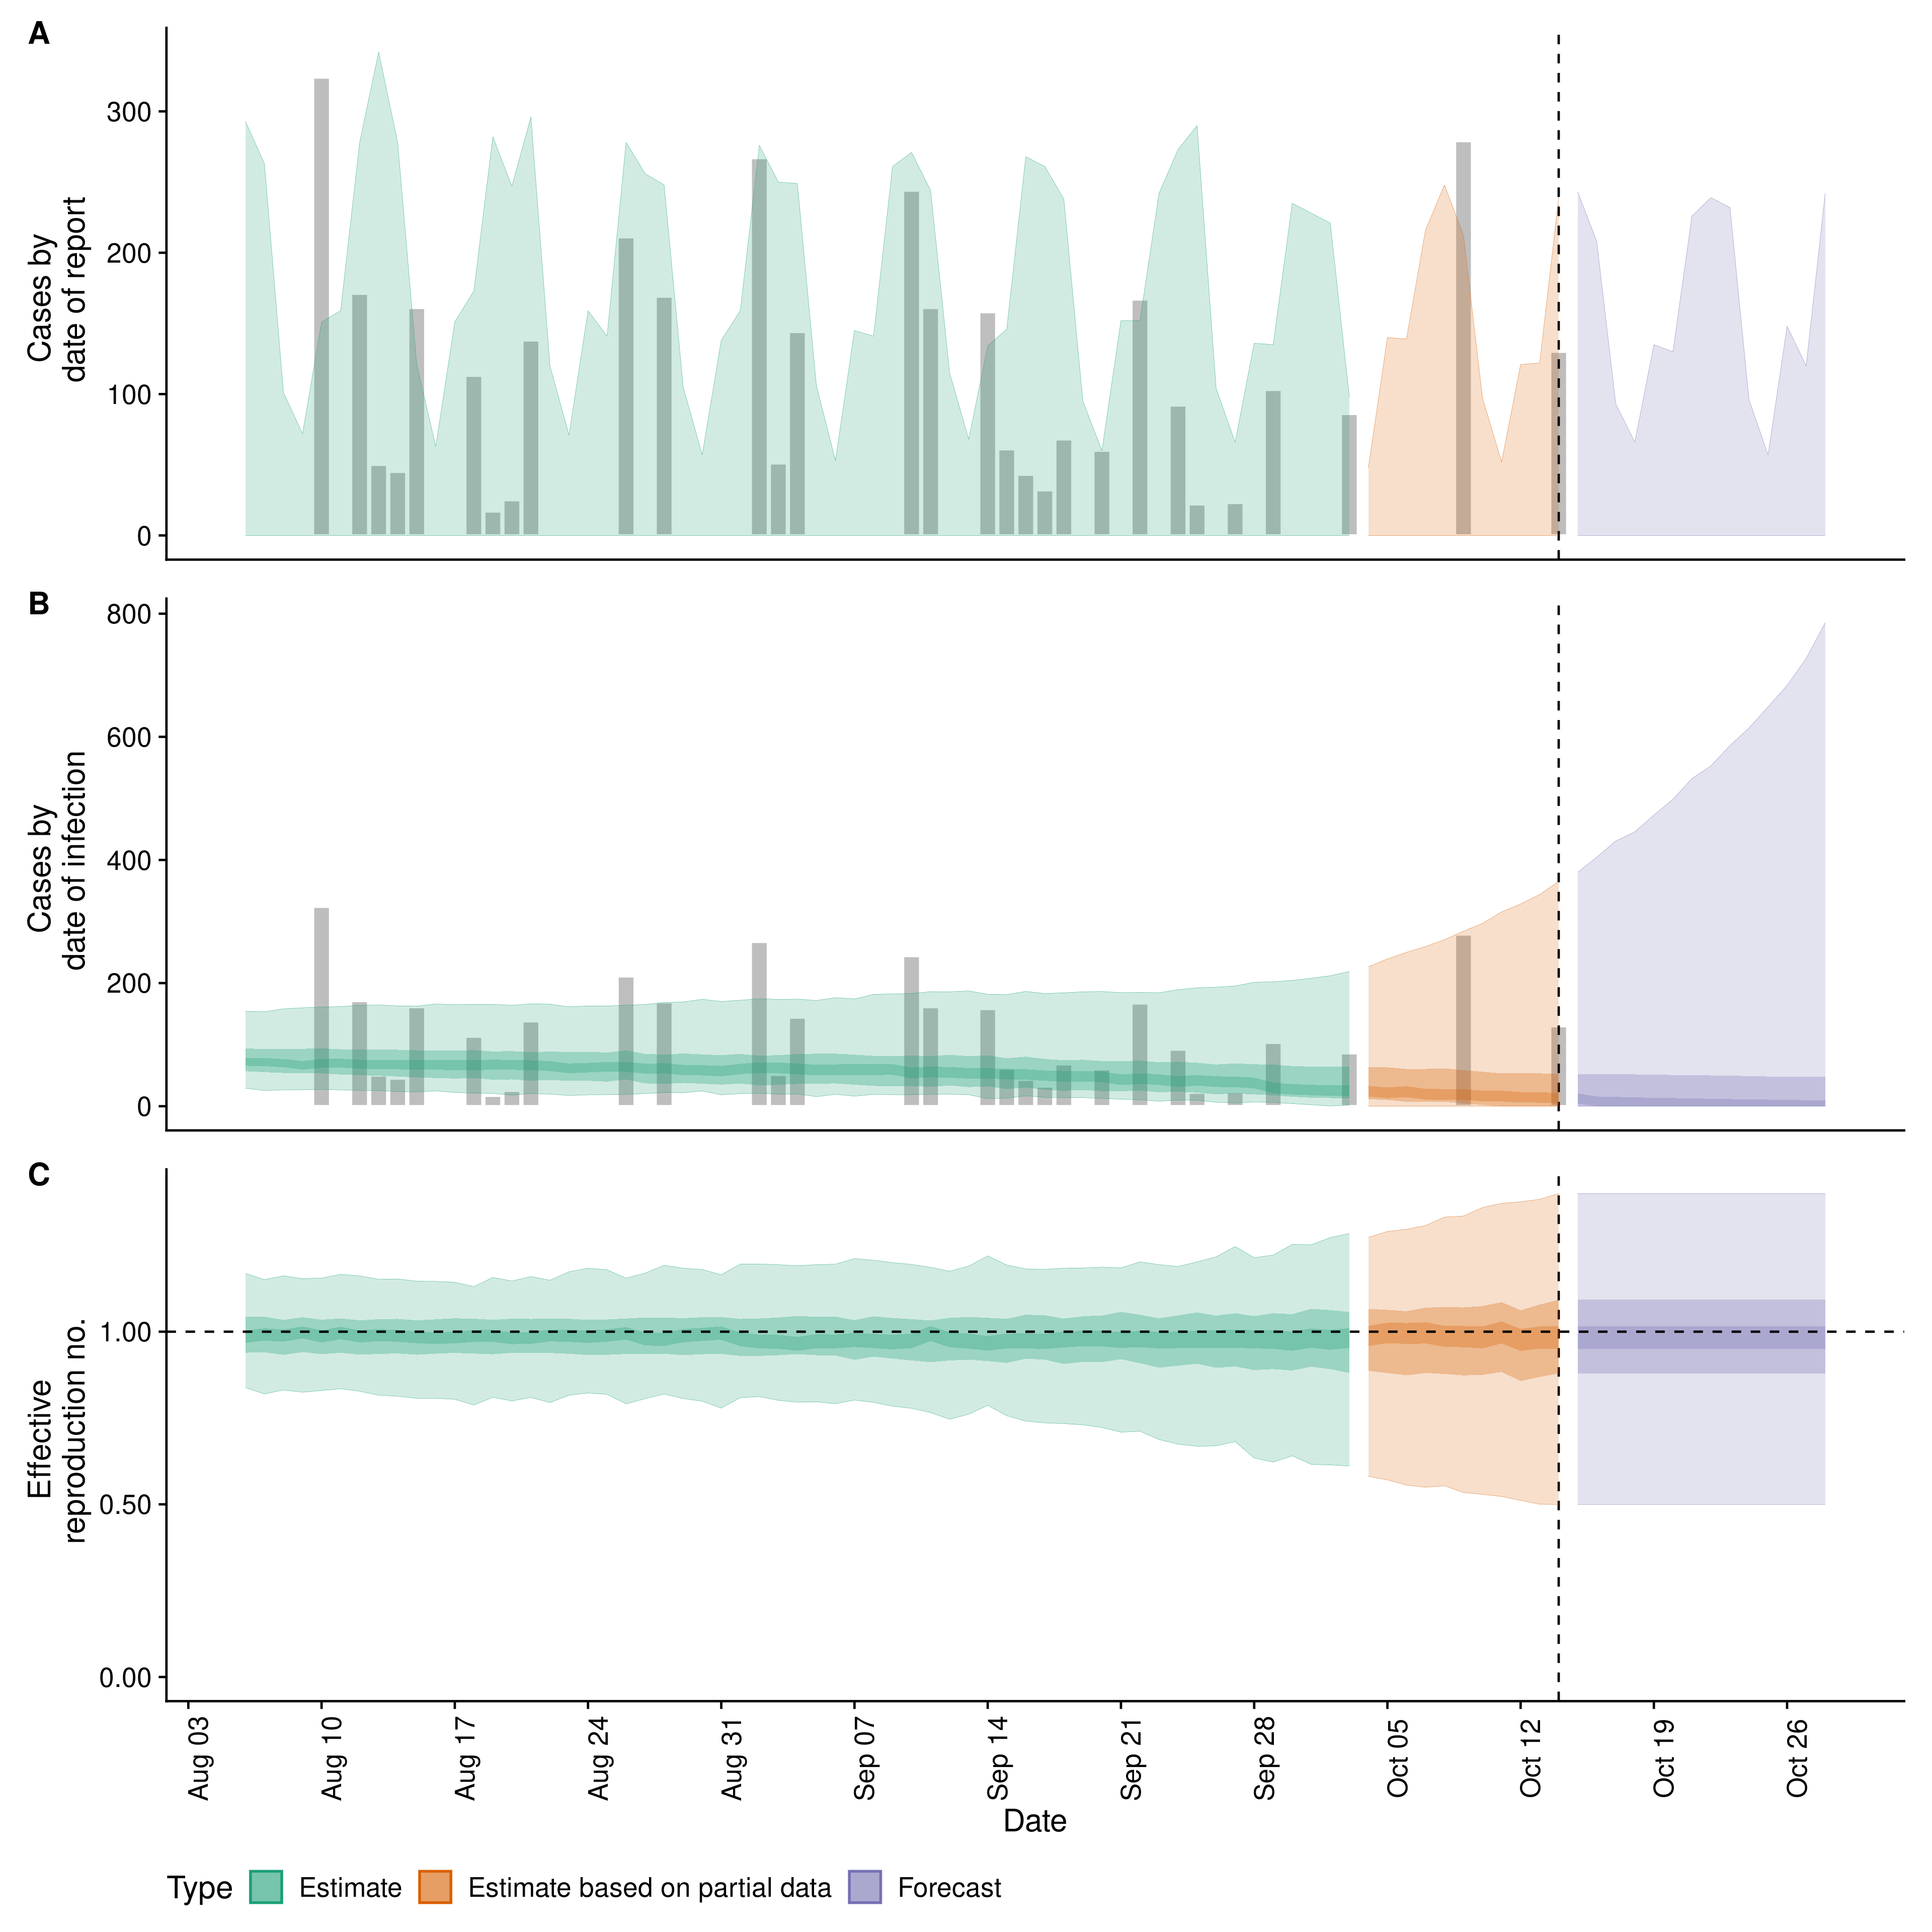 A
Cases by
date of report
300
200
100
0
B
Cases by
date of infection
800
600
400
200
0
C
Effective
reproduction no.
1.00
0.50
0.00
Aug 03
Aug 10
Aug 17
Aug 24
Aug 31
Sep 07
Sep 14
Sep 21
Sep 28
Oct 05
Oct 12
Oct 19
Oct 26
Date
Type Estimate Estimate based on partial data Forecast